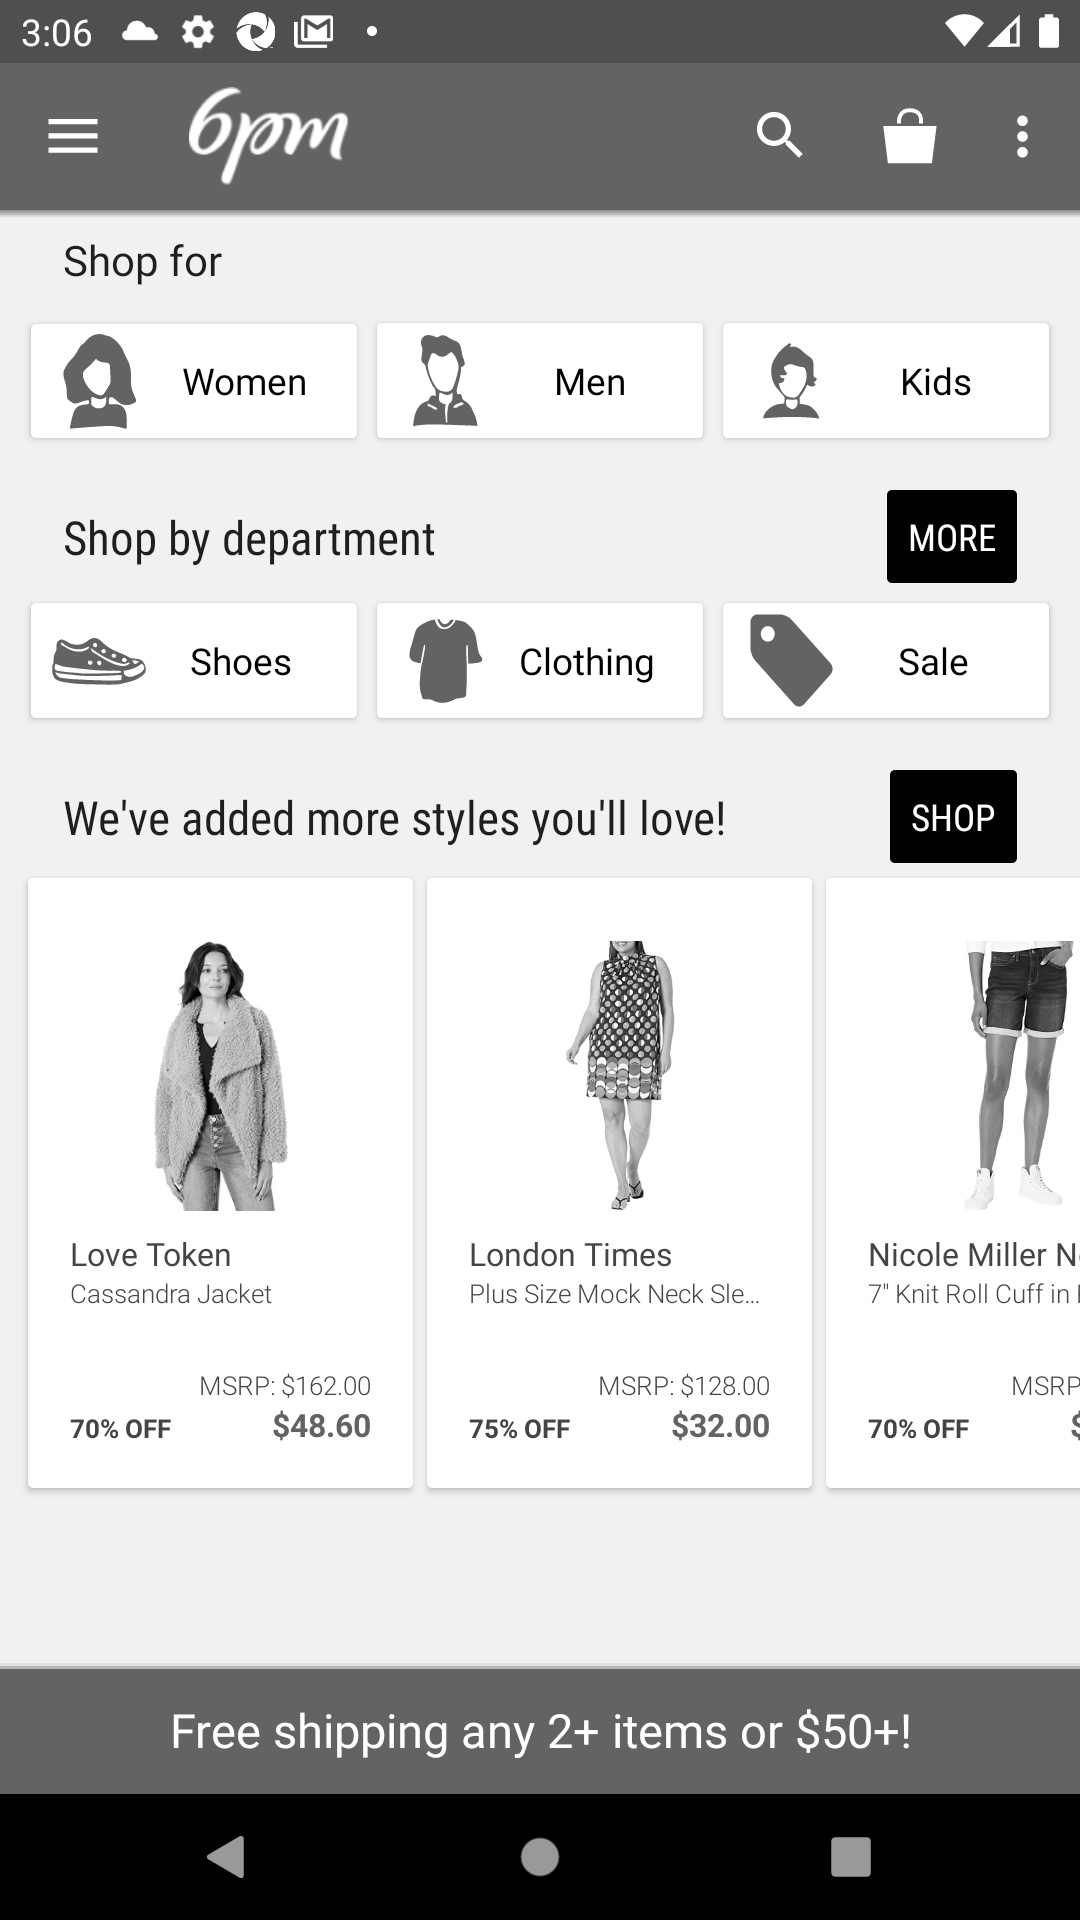 3:06
6pm
Shop for
Women
Men
Kids
Shop by department
MORE
Shoes
Clothing
Sale
We've added more styles you'll love!
SHOP
Love Token
Cassandra Jacket
MSRP: $162.00
70% OFF
$48.60
London Times
Plus Size Mock Neck Sle...
MSRP: $128.00
75% OFF
$32.00
Nicole Miller
7" Knit Roll Cuff in
MSRP
70% OFF
$
Free shipping any 2+ items or $50+!